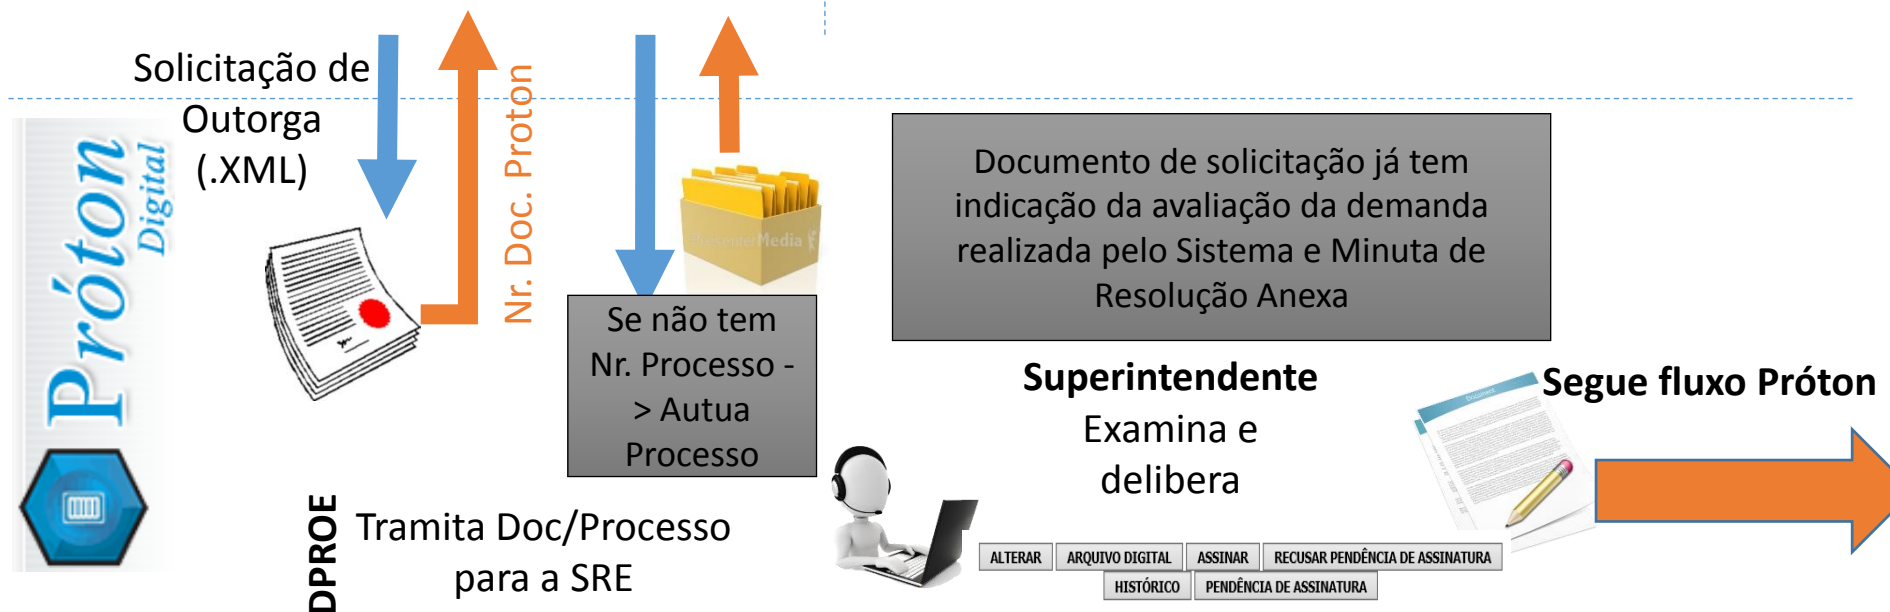 Solicitação de
Outorga
(.XML)
Próton
Digital
Nr. Doc. Proton
PresenterMedia
Se não tem
Nr. Processo -
> Autua
Processo
Documento de solicitação já tem
indicação da avaliação da demanda
realizada pelo Sistema e Minuta de
Resolução Anexa
Superintendente
Examina e
delibera
Document
Segue fluxo Próton
DPROE
Tramita Doc/Processo
para a SRE
ALTERAR ARQUIVO DIGITAL ASSINAR RECUSAR PENDÊNCIA DE ASSINATURA
HISTÓRICO PENDÊNCIA DE ASSINATURA